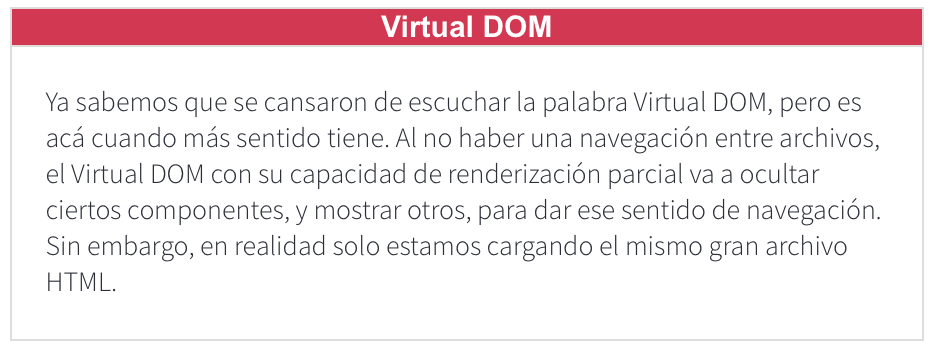 Virtual DOM
Ya sabemos que se cansaron de escuchar la palabra Virtual DOM, pero es
acá cuando más sentido tiene. Al no haber una navegación entre archivos,
el Virtual DOM con su capacidad de renderización parcial va a ocultar
ciertos componentes, y mostrar otros, para dar ese sentido de navegación.
Sin embargo, en realidad solo estamos cargando el mismo gran archivo
HTML.